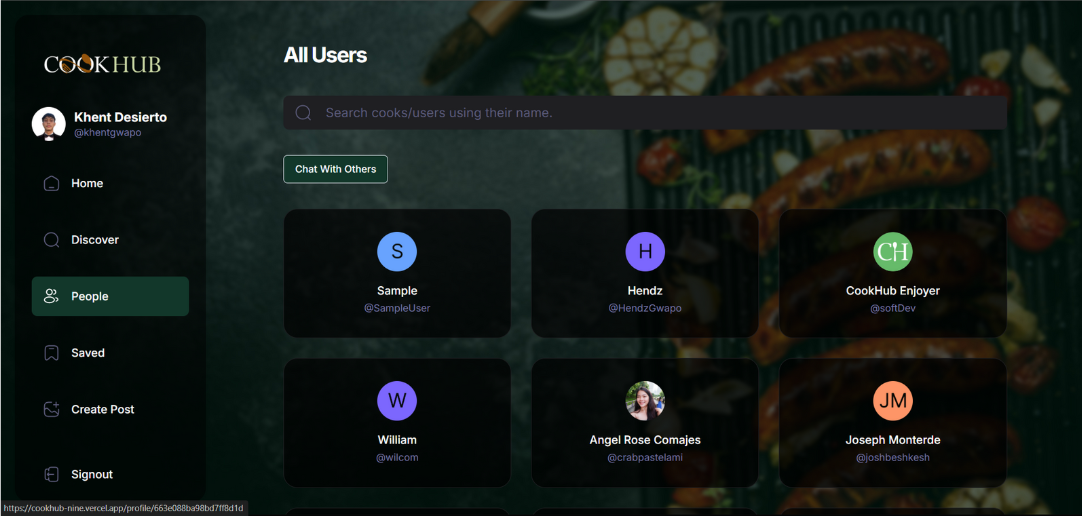 COOKHUB
Khent Desierto
@khentgwapo
Home
Discover
People
Saved
Create Post
Signout
https://cookhub-nine.vercel.app/profile/663e088ba98bd7ff8d1d
All Users
Search cooks/users using their name.
Chat With Others
S
Sample
@SampleUser
H
Hendz
@HendzGwapo
CH
CookHub Enjoyer
@softDev
W
William
@wilcom
Angel Rose Comajes
@crabpastelami
JM
Joseph Monterde
@joshbeshkesh